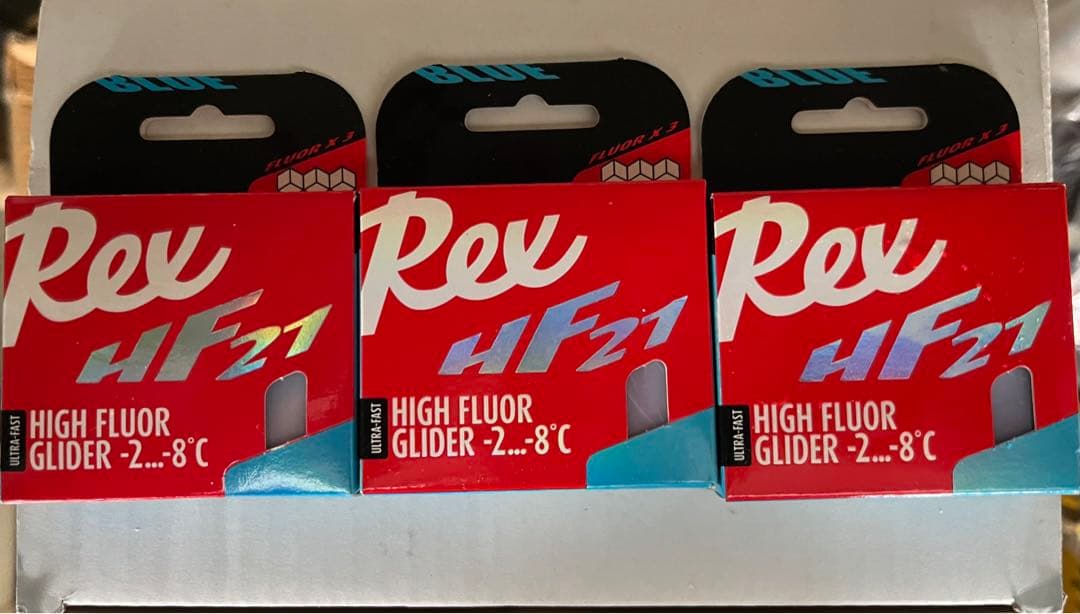 BLUE
FLUOR X 3
Rex
HF21
ULTRA-FAST
HIGH FLUOR
GLIDER -2...-8°C
BLUE
FLUOR X 3
Rex
HF21
ULTRA-FAST
HIGH FLUOR
GLIDER -2...-8°C
BLUE
FLUOR X 3
Rex
HF21
ULTRA-FAST
HIGH FLUOR
GLIDER -2...-8°C